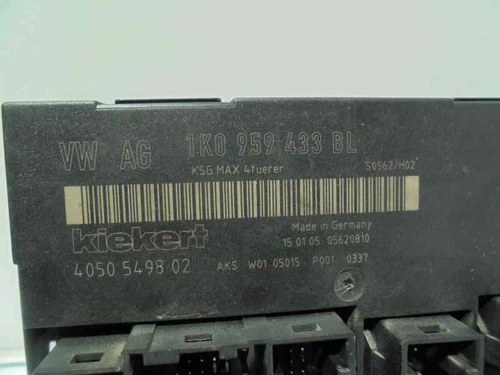 VW AG 1K0 959 433 BL
KSG MAX 4tuerer S0S62/H02
kiekert
Made in Germany
15 01 05 05620810
4050 5498 02 AKS W01 05015 P001 0337